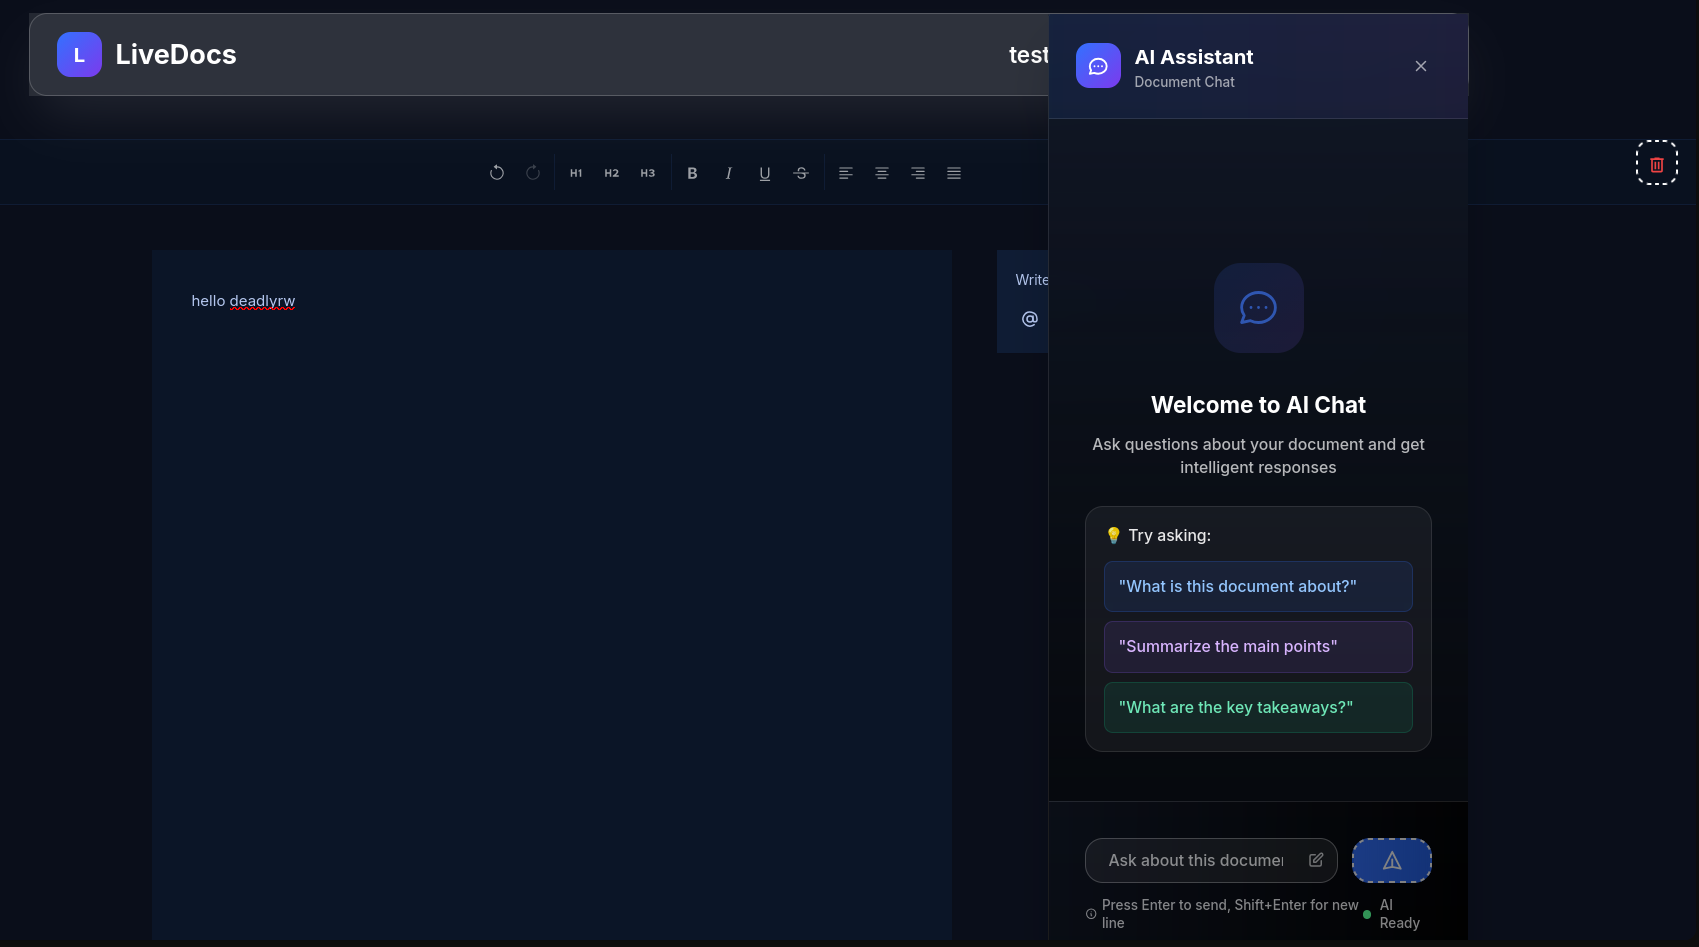 L LiveDocs
test
AI Assistant
Document Chat
H1 H2 H3 B I U S
hello deadlyrw
Write
@
Welcome to AI Chat
Ask questions about your document and get
intelligent responses
💡 Try asking:
"What is this document about?"
"Summarize the main points"
"What are the key takeaways?"
Ask about this documen
Press Enter to send, Shift+Enter for new
line
AI
Ready